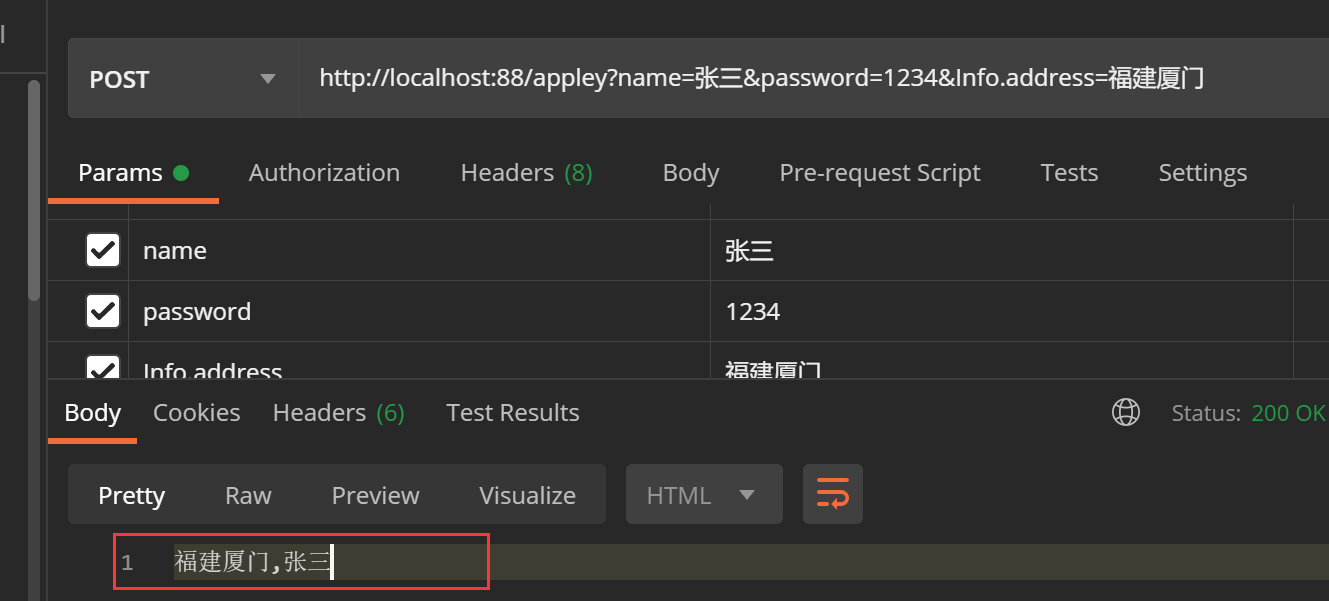 POST http://localhost:88/appley?name=张三&password=1234&Info.address=福建厦门
Params Authorization Headers (8) Body Pre-request Script Tests Settings
name 张三
password 1234
Info.address 福建厦门
Body Cookies Headers (6) Test Results Status: 200 OK
Pretty Raw Preview Visualize HTML
1 福建厦门,张三